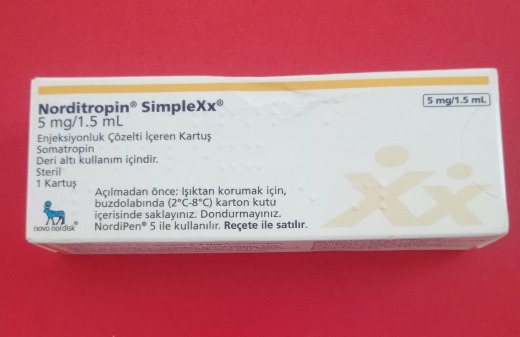 Norditropin® SimpleXx®
5 mg/1.5 mL
5 mg/1.5 mL
Enjeksiyonluk Çözelti İçeren Kartuş
Somatropin
Deri altı kullanım içindir.
Steril
1 Kartuş
Açılmadan önce: Işıktan korumak için,
buzdolabında (2°C-8°C) karton kutu
içerisinde saklayınız. Dondurmayınız.
NordiPen® 5 ile kullanılır. Reçete ile satılır.
novo nordisk®
Xx